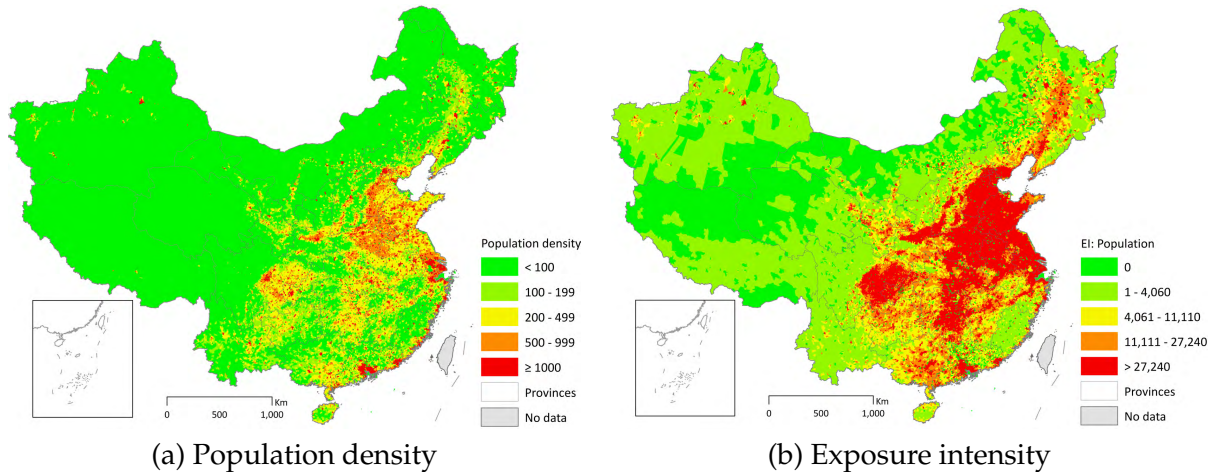 Population density
< 100
100 - 199
200 - 499
500 - 999
≥ 1000
Provinces
No data
0 500 1,000
Km
(a) Population density
EI: Population
0
1 - 4,060
4,061 - 11,110
11,111 - 27,240
> 27,240
Provinces
No data
0 500 1,000
Km
(b) Exposure intensity